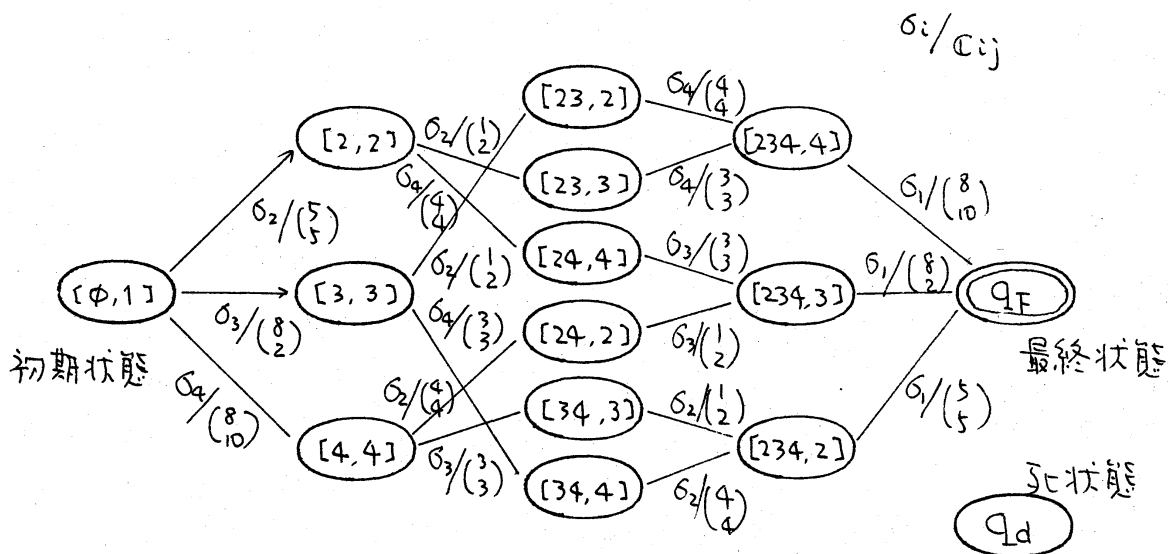 σi/ℂij
[23,2]
σ4/(4 4)
[2,2]
σ2/(1 2)
[234,4]
[23,3]
σ4/(3 3)
σ4/(4 4)
σ1/(8 10)
σ2/(5 5)
[24,4]
σ3/(3 3)
σ2/(1 2)
σ1/(8 2)
[φ,1]
[3,3]
[234,3]
qF
σ3/(8 2)
σ4/(3 3)
[24,2]
σ3/(1 2)
初期状態
最終状態
σ4/(8 10)
σ2/(4 4)
[34,3]
σ2/(1 2)
σ1/(5 5)
[4,4]
[234,2]
σ3/(3 3)
[34,4]
σ2/(4 4)
死状態
qd